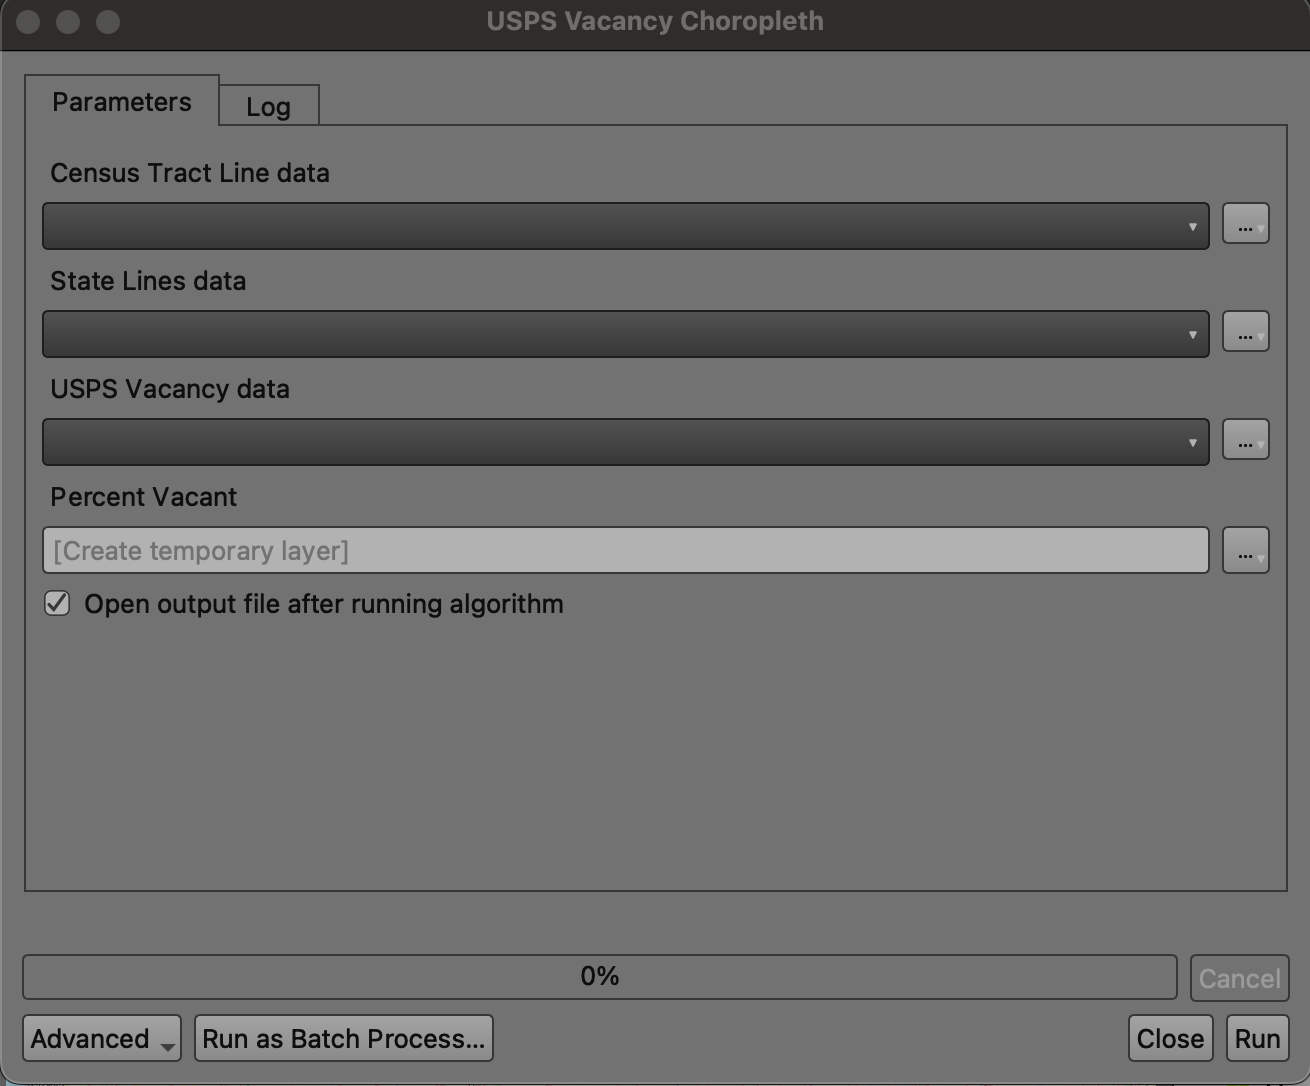 USPS Vacancy Choropleth
Parameters
Log
Census Tract Line data
...
State Lines data
...
USPS Vacancy data
...
Percent Vacant
[Create temporary layer]
...
Open output file after running algorithm
0%
Cancel
Advanced
Run as Batch Process...
Close
Run